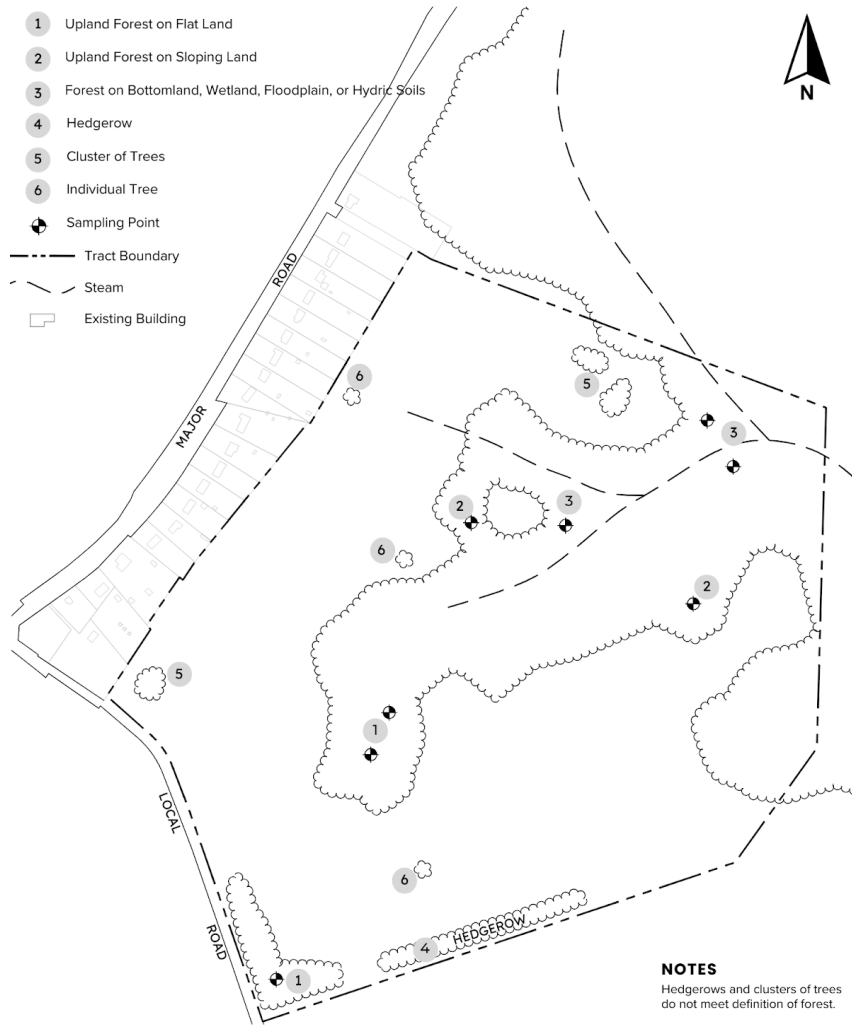 1 Upland Forest on Flat Land
2 Upland Forest on Sloping Land
3 Forest on Bottomland, Wetland, Floodplain, or Hydric Soils
4 Hedgerow
5 Cluster of Trees
6 Individual Tree
Sampling Point
Tract Boundary
Steam
Existing Building
N
ROAD
MAJOR
6
5
3
2
3
6
2
5
1
LOCAL
ROAD
6
HEDGEROW
4
1
NOTES
Hedgerows and clusters of trees
do not meet definition of forest.